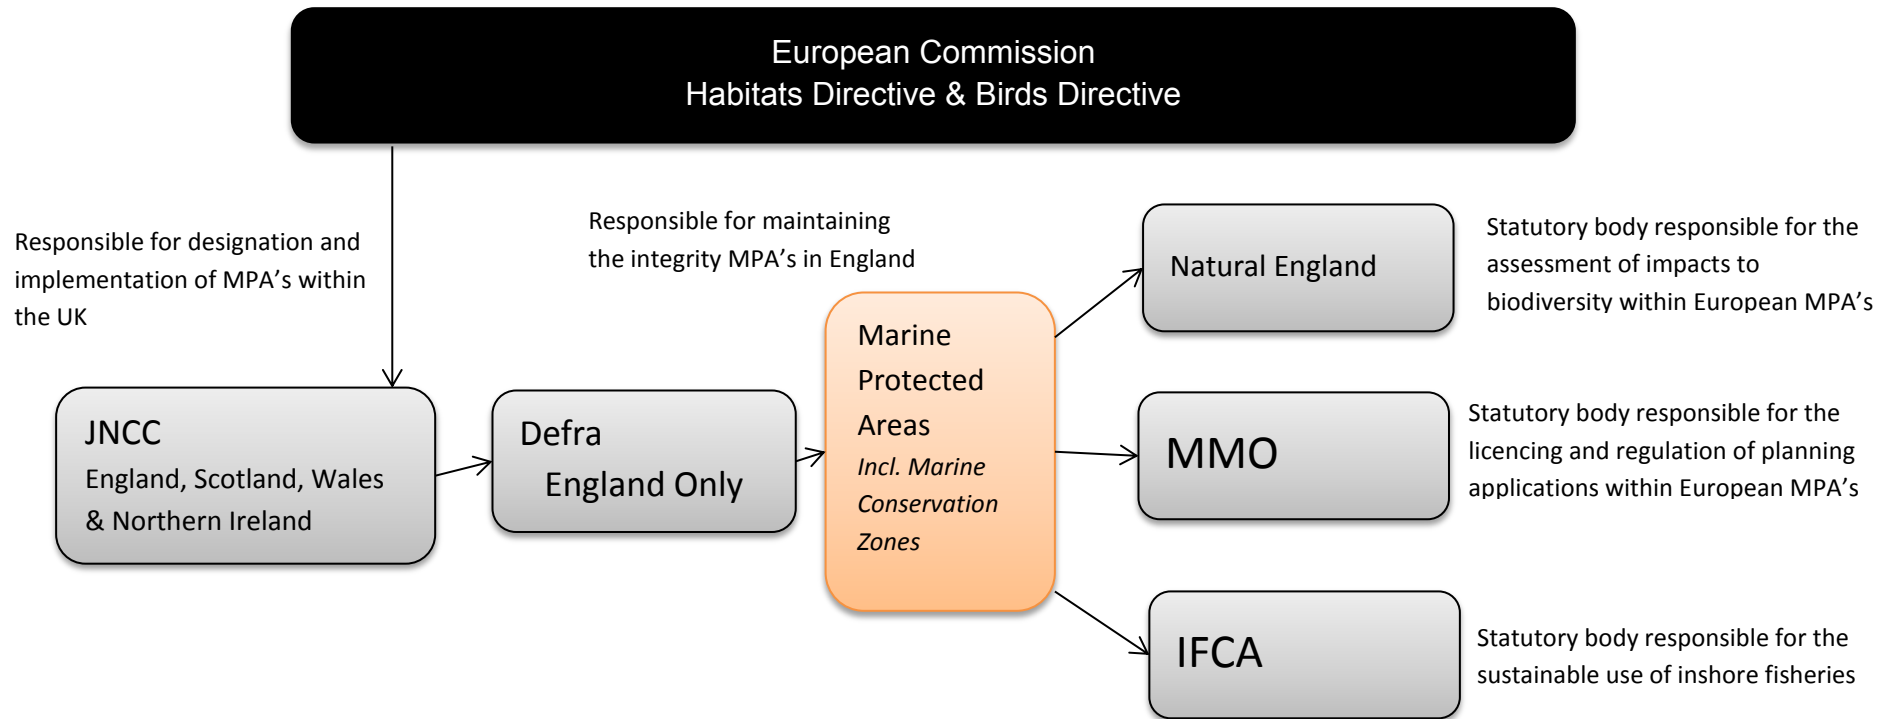 European Commission
Habitats Directive & Birds Directive
Responsible for designation and
implementation of MPA's within
the UK
Responsible for maintaining
the integrity MPA's in England
JNCC
England, Scotland, Wales
& Northern Ireland
Defra
England Only
Marine
Protected
Areas
Incl. Marine
Conservation
Zones
Natural England
Statutory body responsible for the
assessment of impacts to
biodiversity within European MPA's
MMO
Statutory body responsible for the
licencing and regulation of planning
applications within European MPA's
IFCA
Statutory body responsible for the
sustainable use of inshore fisheries